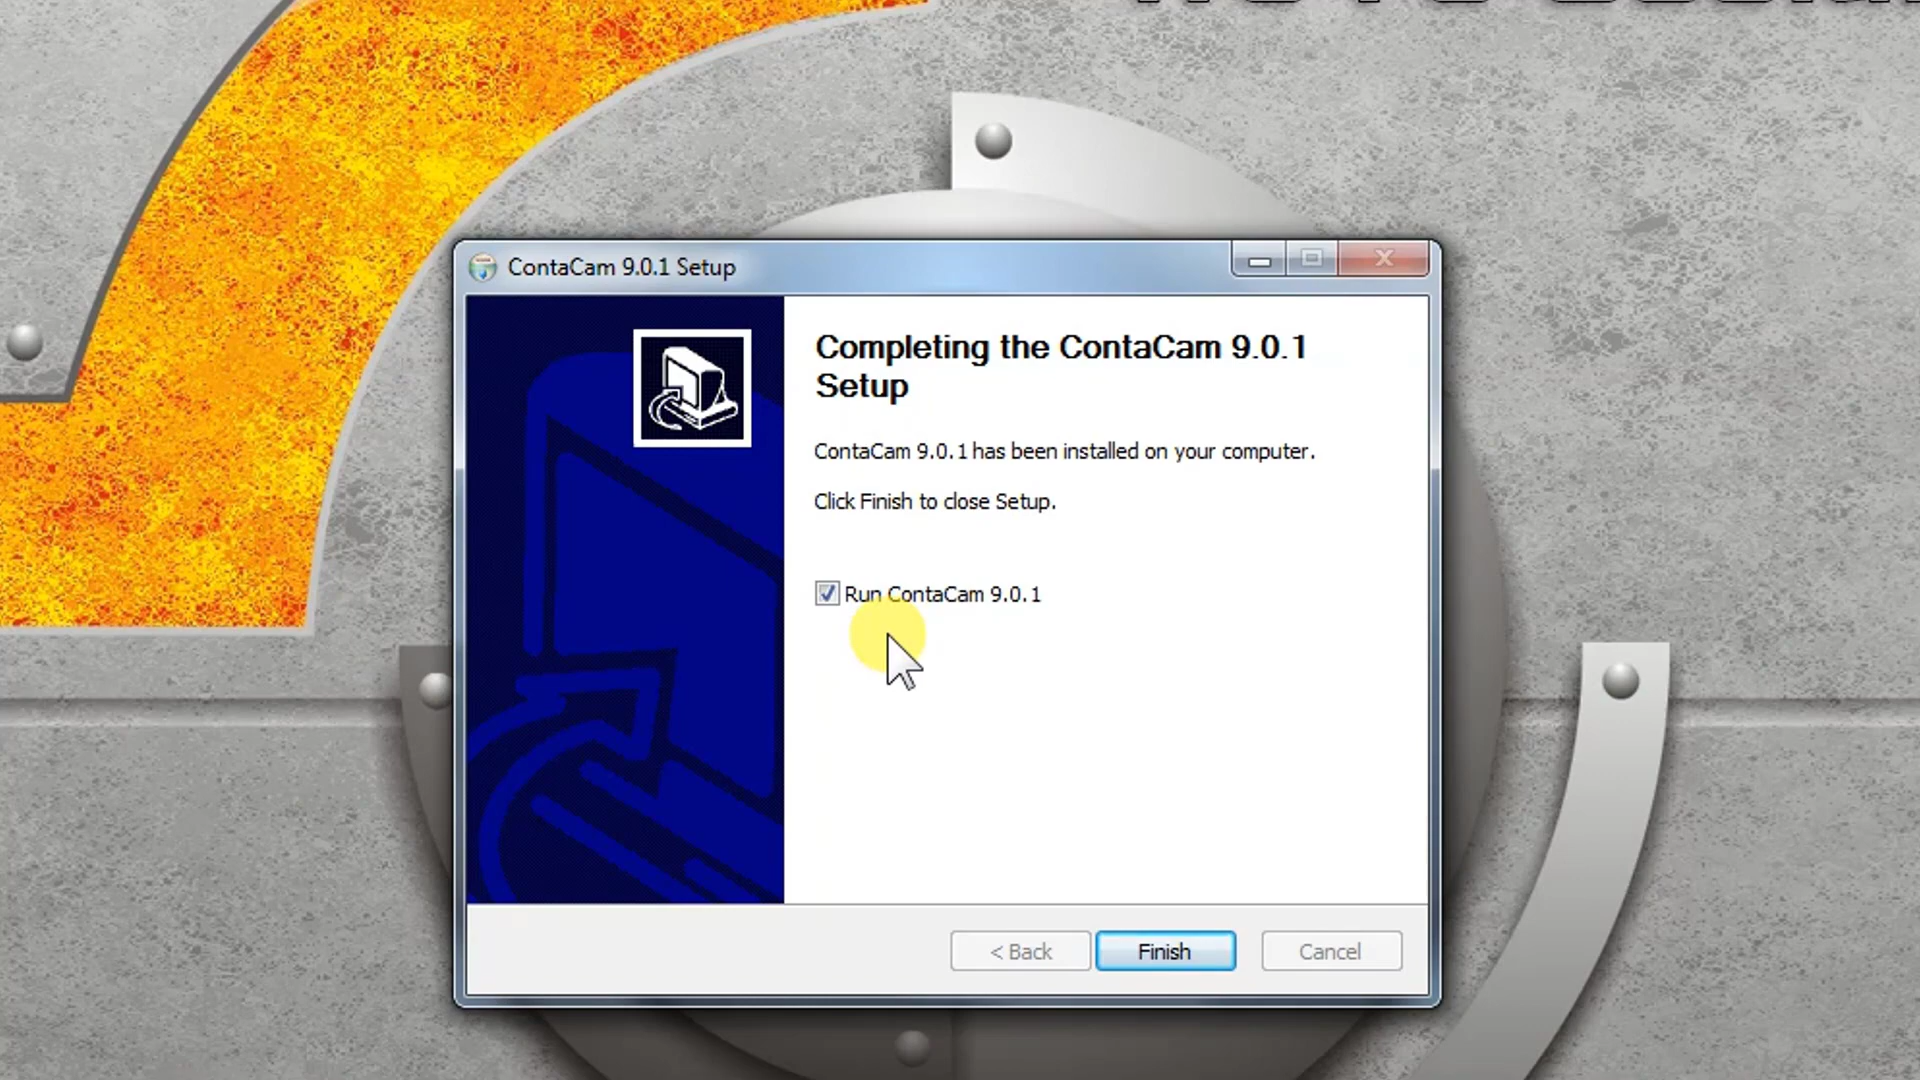 ContaCam 9.0.1 Setup
Completing the ContaCam 9.0.1
Setup
ContaCam 9.0.1 has been installed on your computer.
Click Finish to close Setup.
Run ContaCam 9.0.1
< Back
Finish
Cancel